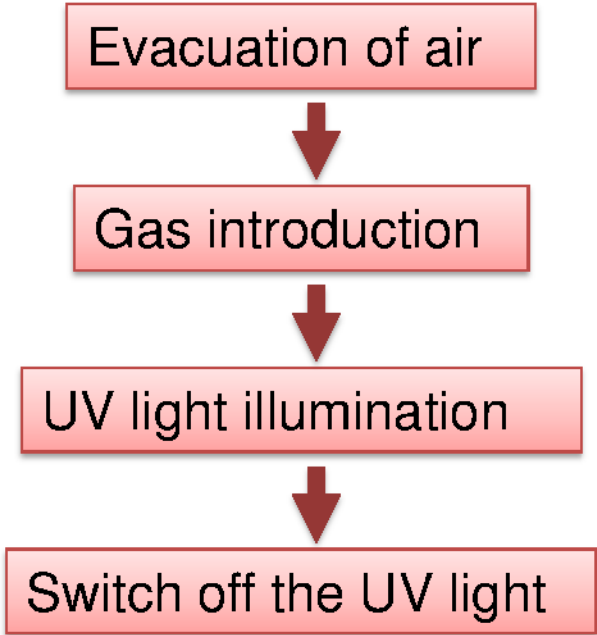 Evacuation of air
Gas introduction
UV light illumination
Switch off the UV light